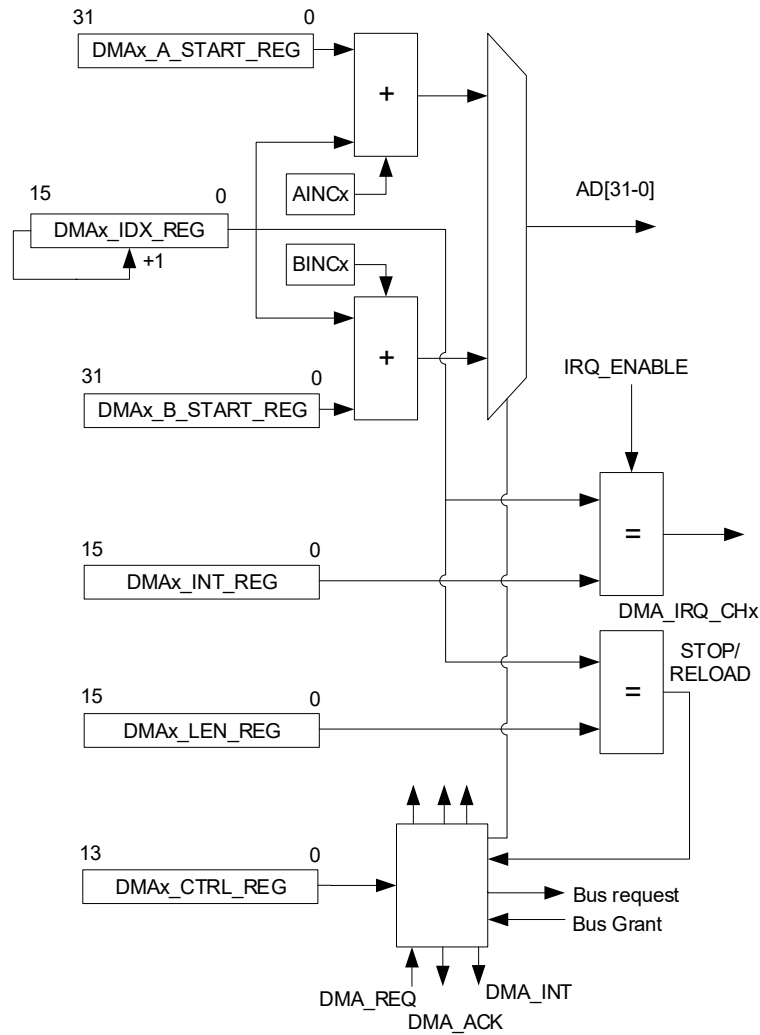 31 0
DMAx_A_START_REG
+
AINCx
AD[31-0]
15 0
DMAx_IDX_REG
+1
BINCx
+
31 0
DMAx_B_START_REG
IRQ_ENABLE
=
15 0
DMAx_INT_REG
DMA_IRQ_CHx
STOP/
RELOAD
=
15 0
DMAx_LEN_REG
13 0
DMAx_CTRL_REG
Bus request
Bus Grant
DMA_REQ
DMA_ACK
DMA_INT